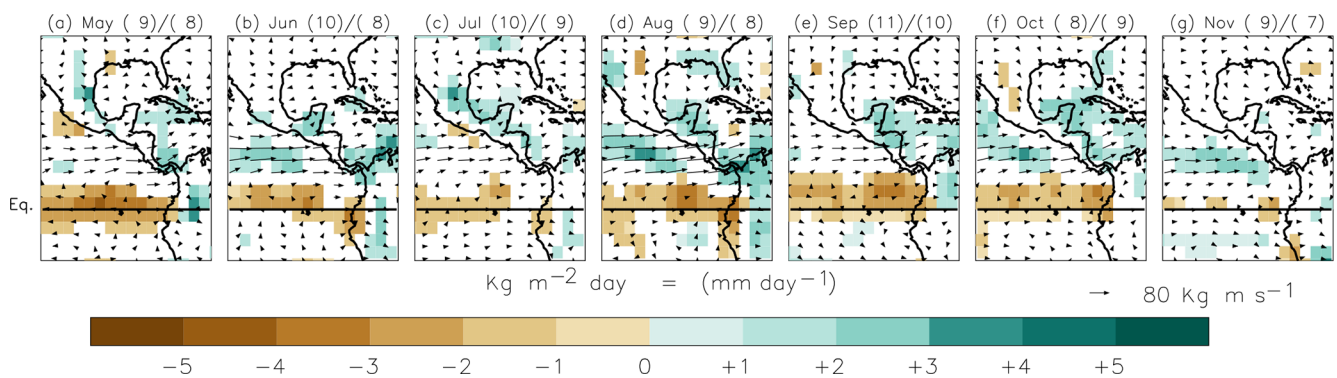 (a) May ( 9)/( 8) (b) Jun (10)/( 8) (c) Jul (10)/( 9) (d) Aug ( 9)/( 8) (e) Sep (11)/(10) (f) Oct ( 8)/( 9) (g) Nov ( 9)/( 7)
Eq.
Kg m−2 day = (mm day−1) 80 Kg m s−1
−5 −4 −3 −2 −1 0 +1 +2 +3 +4 +5